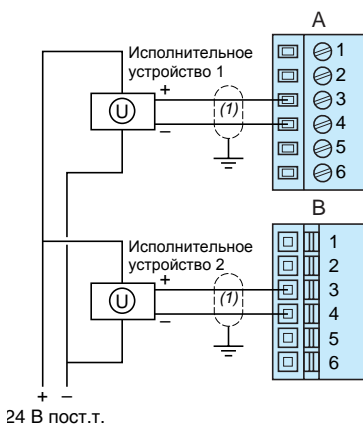 A
Исполнительное
устройство 1
1
2
3
4
5
6
+
U
(1)
–
B
Исполнительное
устройство 2
1
2
3
4
5
6
+
U
(1)
–
+ –
24 В пост.т.